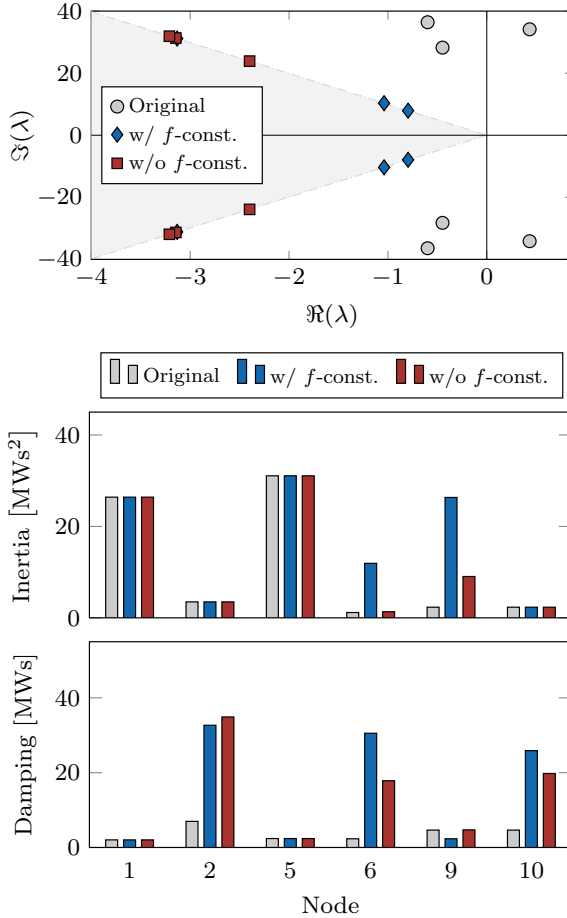 40
20
0
−20
−40
ℑ(λ)
Original
w/ f-const.
w/o f-const.
−4 −3 −2 −1 0
ℜ(λ)
Original w/ f-const. w/o f-const.
40
20
0
Inertia [MWs²]
40
20
0
Damping [MWs]
1 2 5 6 9 10
Node